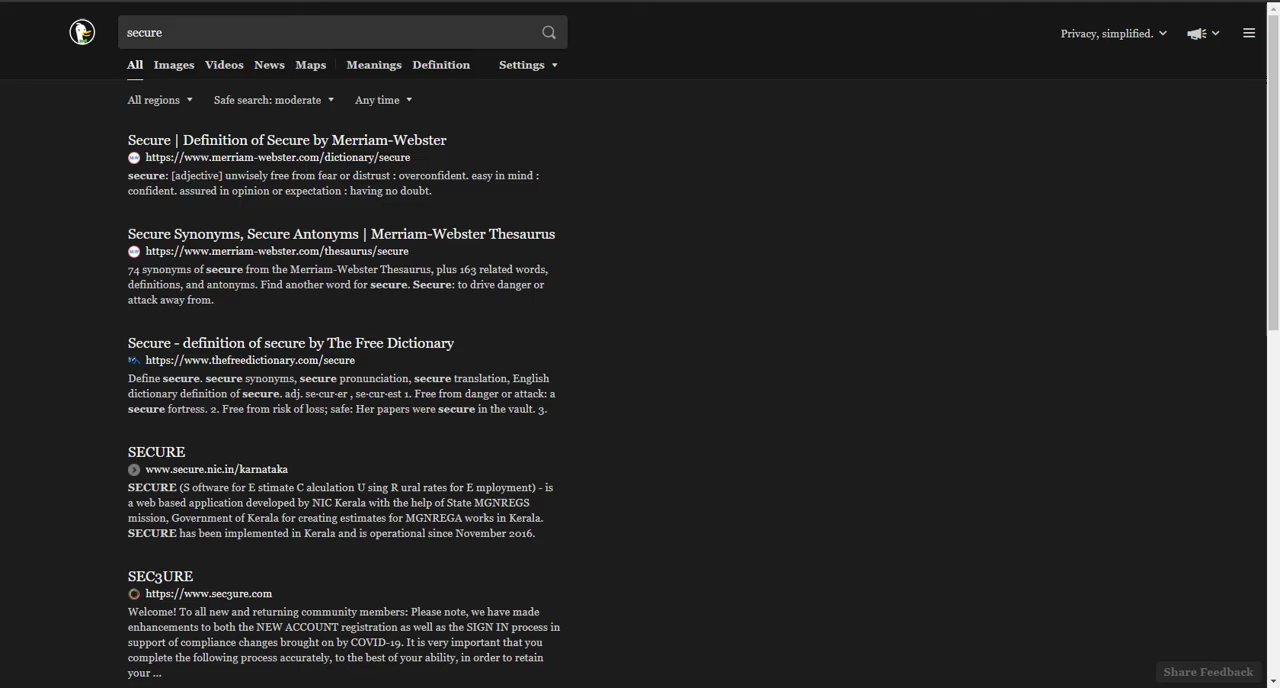 secure
Privacy, simplified.
All Images Videos News Maps Meanings Definition Settings
All regions Safe search: moderate Any time
Secure | Definition of Secure by Merriam-Webster
https://www.merriam-webster.com/dictionary/secure
secure: [adjective] unwisely free from fear or distrust : overconfident. easy in mind :
confident. assured in opinion or expectation : having no doubt.
Secure Synonyms, Secure Antonyms | Merriam-Webster Thesaurus
https://www.merriam-webster.com/thesaurus/secure
74 synonyms of secure from the Merriam-Webster Thesaurus, plus 163 related words,
definitions, and antonyms. Find another word for secure. Secure: to drive danger or
attack away from.
Secure - definition of secure by The Free Dictionary
https://www.thefreedictionary.com/secure
Define secure. secure synonyms, secure pronunciation, secure translation, English
dictionary definition of secure. adj. se·cur·er , se·cur·est 1. Free from danger or attack: a
secure fortress. 2. Free from risk of loss; safe: Her papers were secure in the vault. 3.
SECURE
www.secure.nic.in/karnataka
SECURE (S oftware for E stimate C alculation U sing R ural rates for E mployment) - is
a web based application developed by NIC Kerala with the help of State MGNREGS
mission, Government of Kerala for creating estimates for MGNREGA works in Kerala.
SECURE has been implemented in Kerala and is operational since November 2016.
SEC3URE
https://www.sec3ure.com
Welcome! To all new and returning community members: Please note, we have made
enhancements to both the NEW ACCOUNT registration as well as the SIGN IN process in
support of compliance changes brought on by COVID-19. It is very important that you
complete the following process accurately, to the best of your ability, in order to retain
your ...
Share Feedback